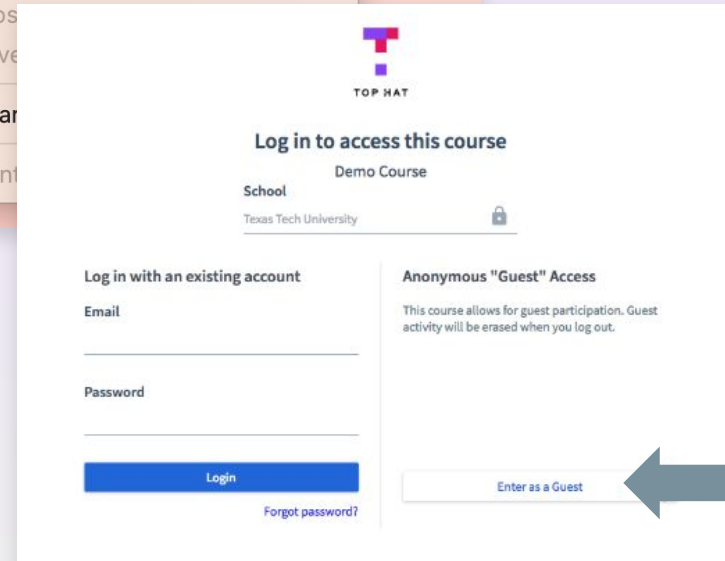 TOP HAT
Log in to access this course
Demo Course
School
Texas Tech University
Log in with an existing account
Email
Password
Login
Forgot password?
Anonymous "Guest" Access
This course allows for guest participation. Guest
activity will be erased when you log out.
Enter as a Guest